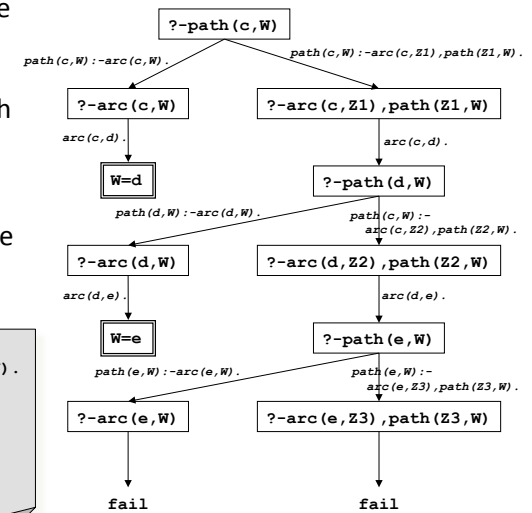 e
?-path(c,W)
path(c,W):-arc(c,W).
path(c,W):-arc(c,Z1),path(Z1,W).
h
?-arc(c,W)
?-arc(c,Z1),path(Z1,W)
arc(c,d).
arc(c,d).
W=d
?-path(d,W)
path(d,W):-arc(d,W).
path(c,W):-
arc(c,Z2),path(Z2,W).
e
?-arc(d,W)
?-arc(d,Z2),path(Z2,W)
arc(d,e).
arc(d,e).
W=e
?-path(e,W)
).
path(e,W):-arc(e,W).
path(e,W):-
arc(e,Z3),path(Z3,W).
?-arc(e,W)
?-arc(e,Z3),path(Z3,W)
fail
fail